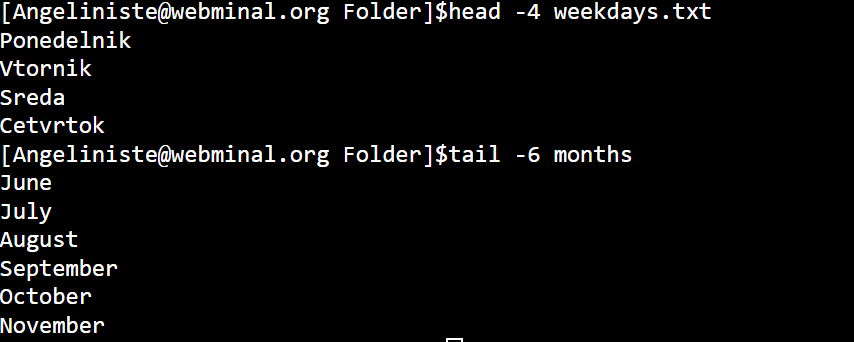 [Angeliniste@webminal.org Folder]$head -4 weekdays.txt
Ponedelnik
Vtornik
Sreda
Cetvrtok
[Angeliniste@webminal.org Folder]$tail -6 months
June
July
August
September
October
November